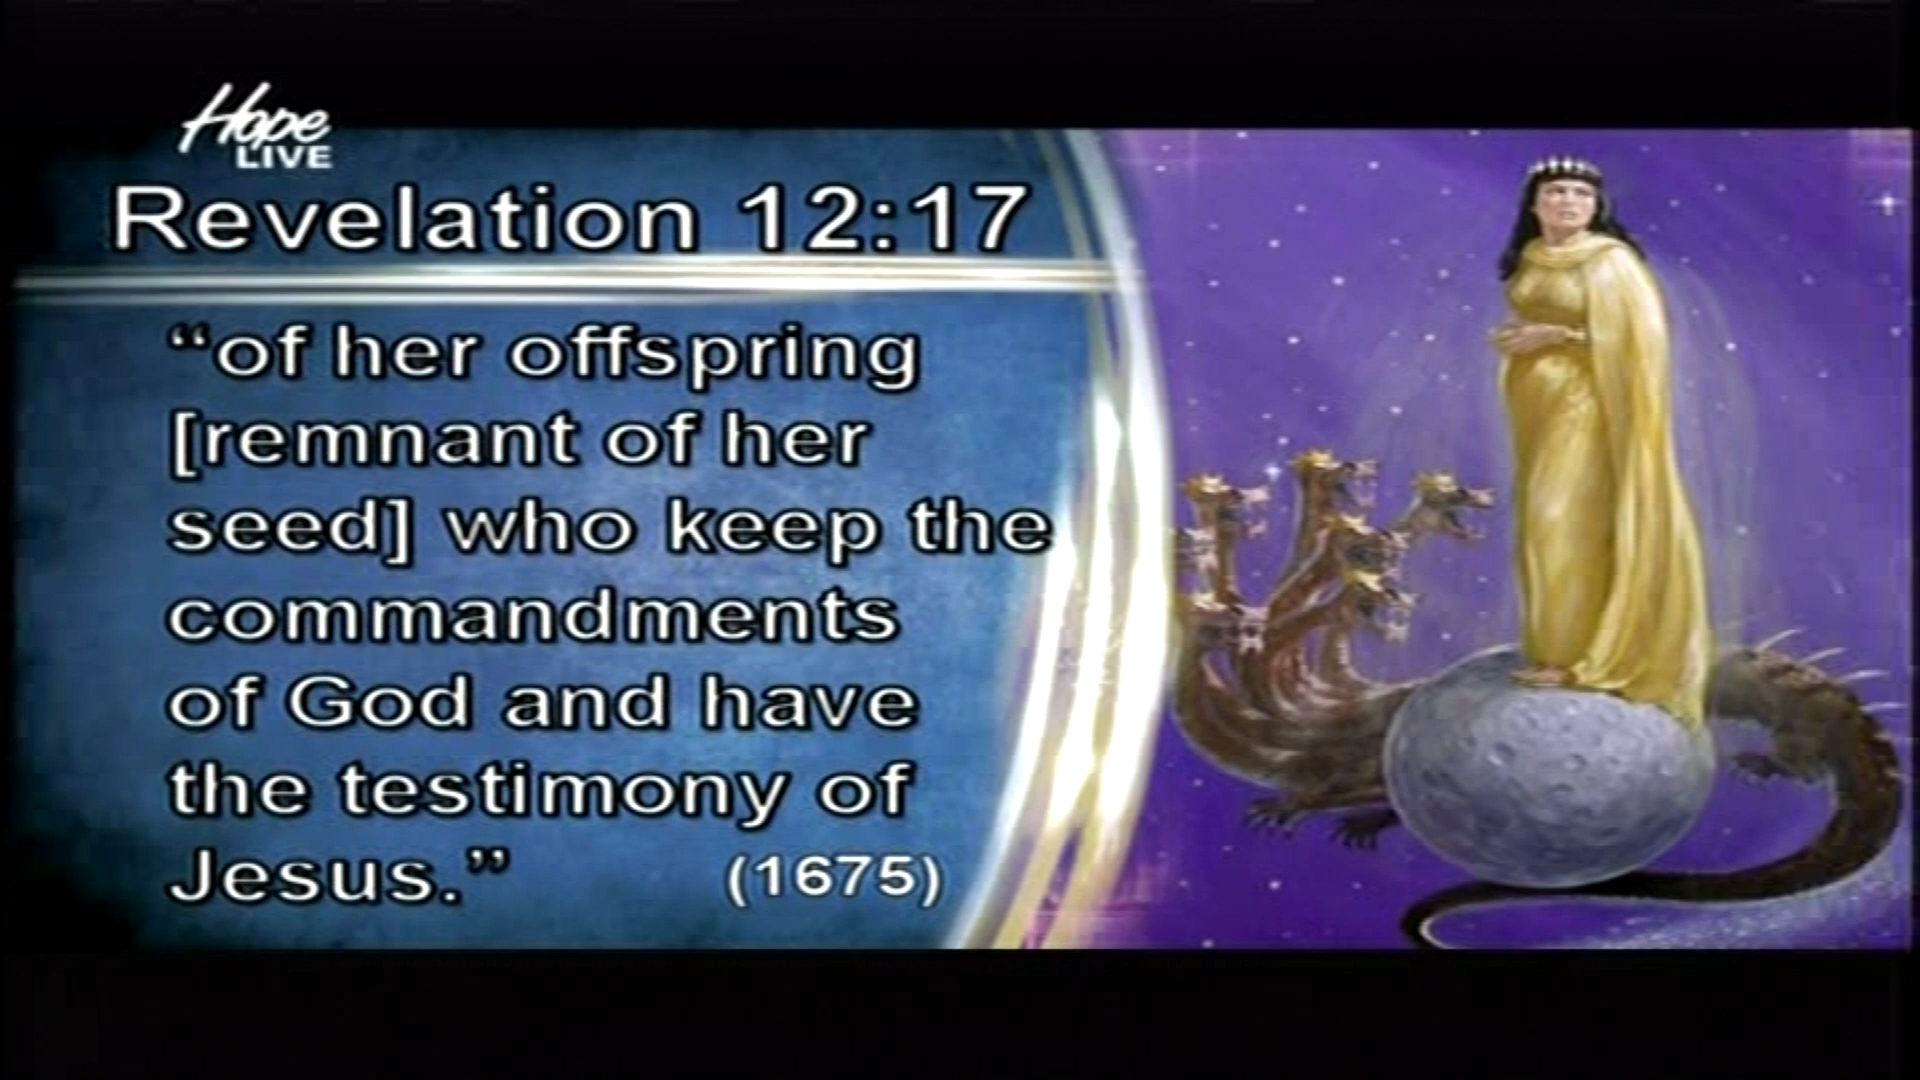 Hope
LIVE
Revelation 12:17
“of her offspring
[remnant of her
seed] who keep the
commandments
of God and have
the testimony of
Jesus.” (1675)